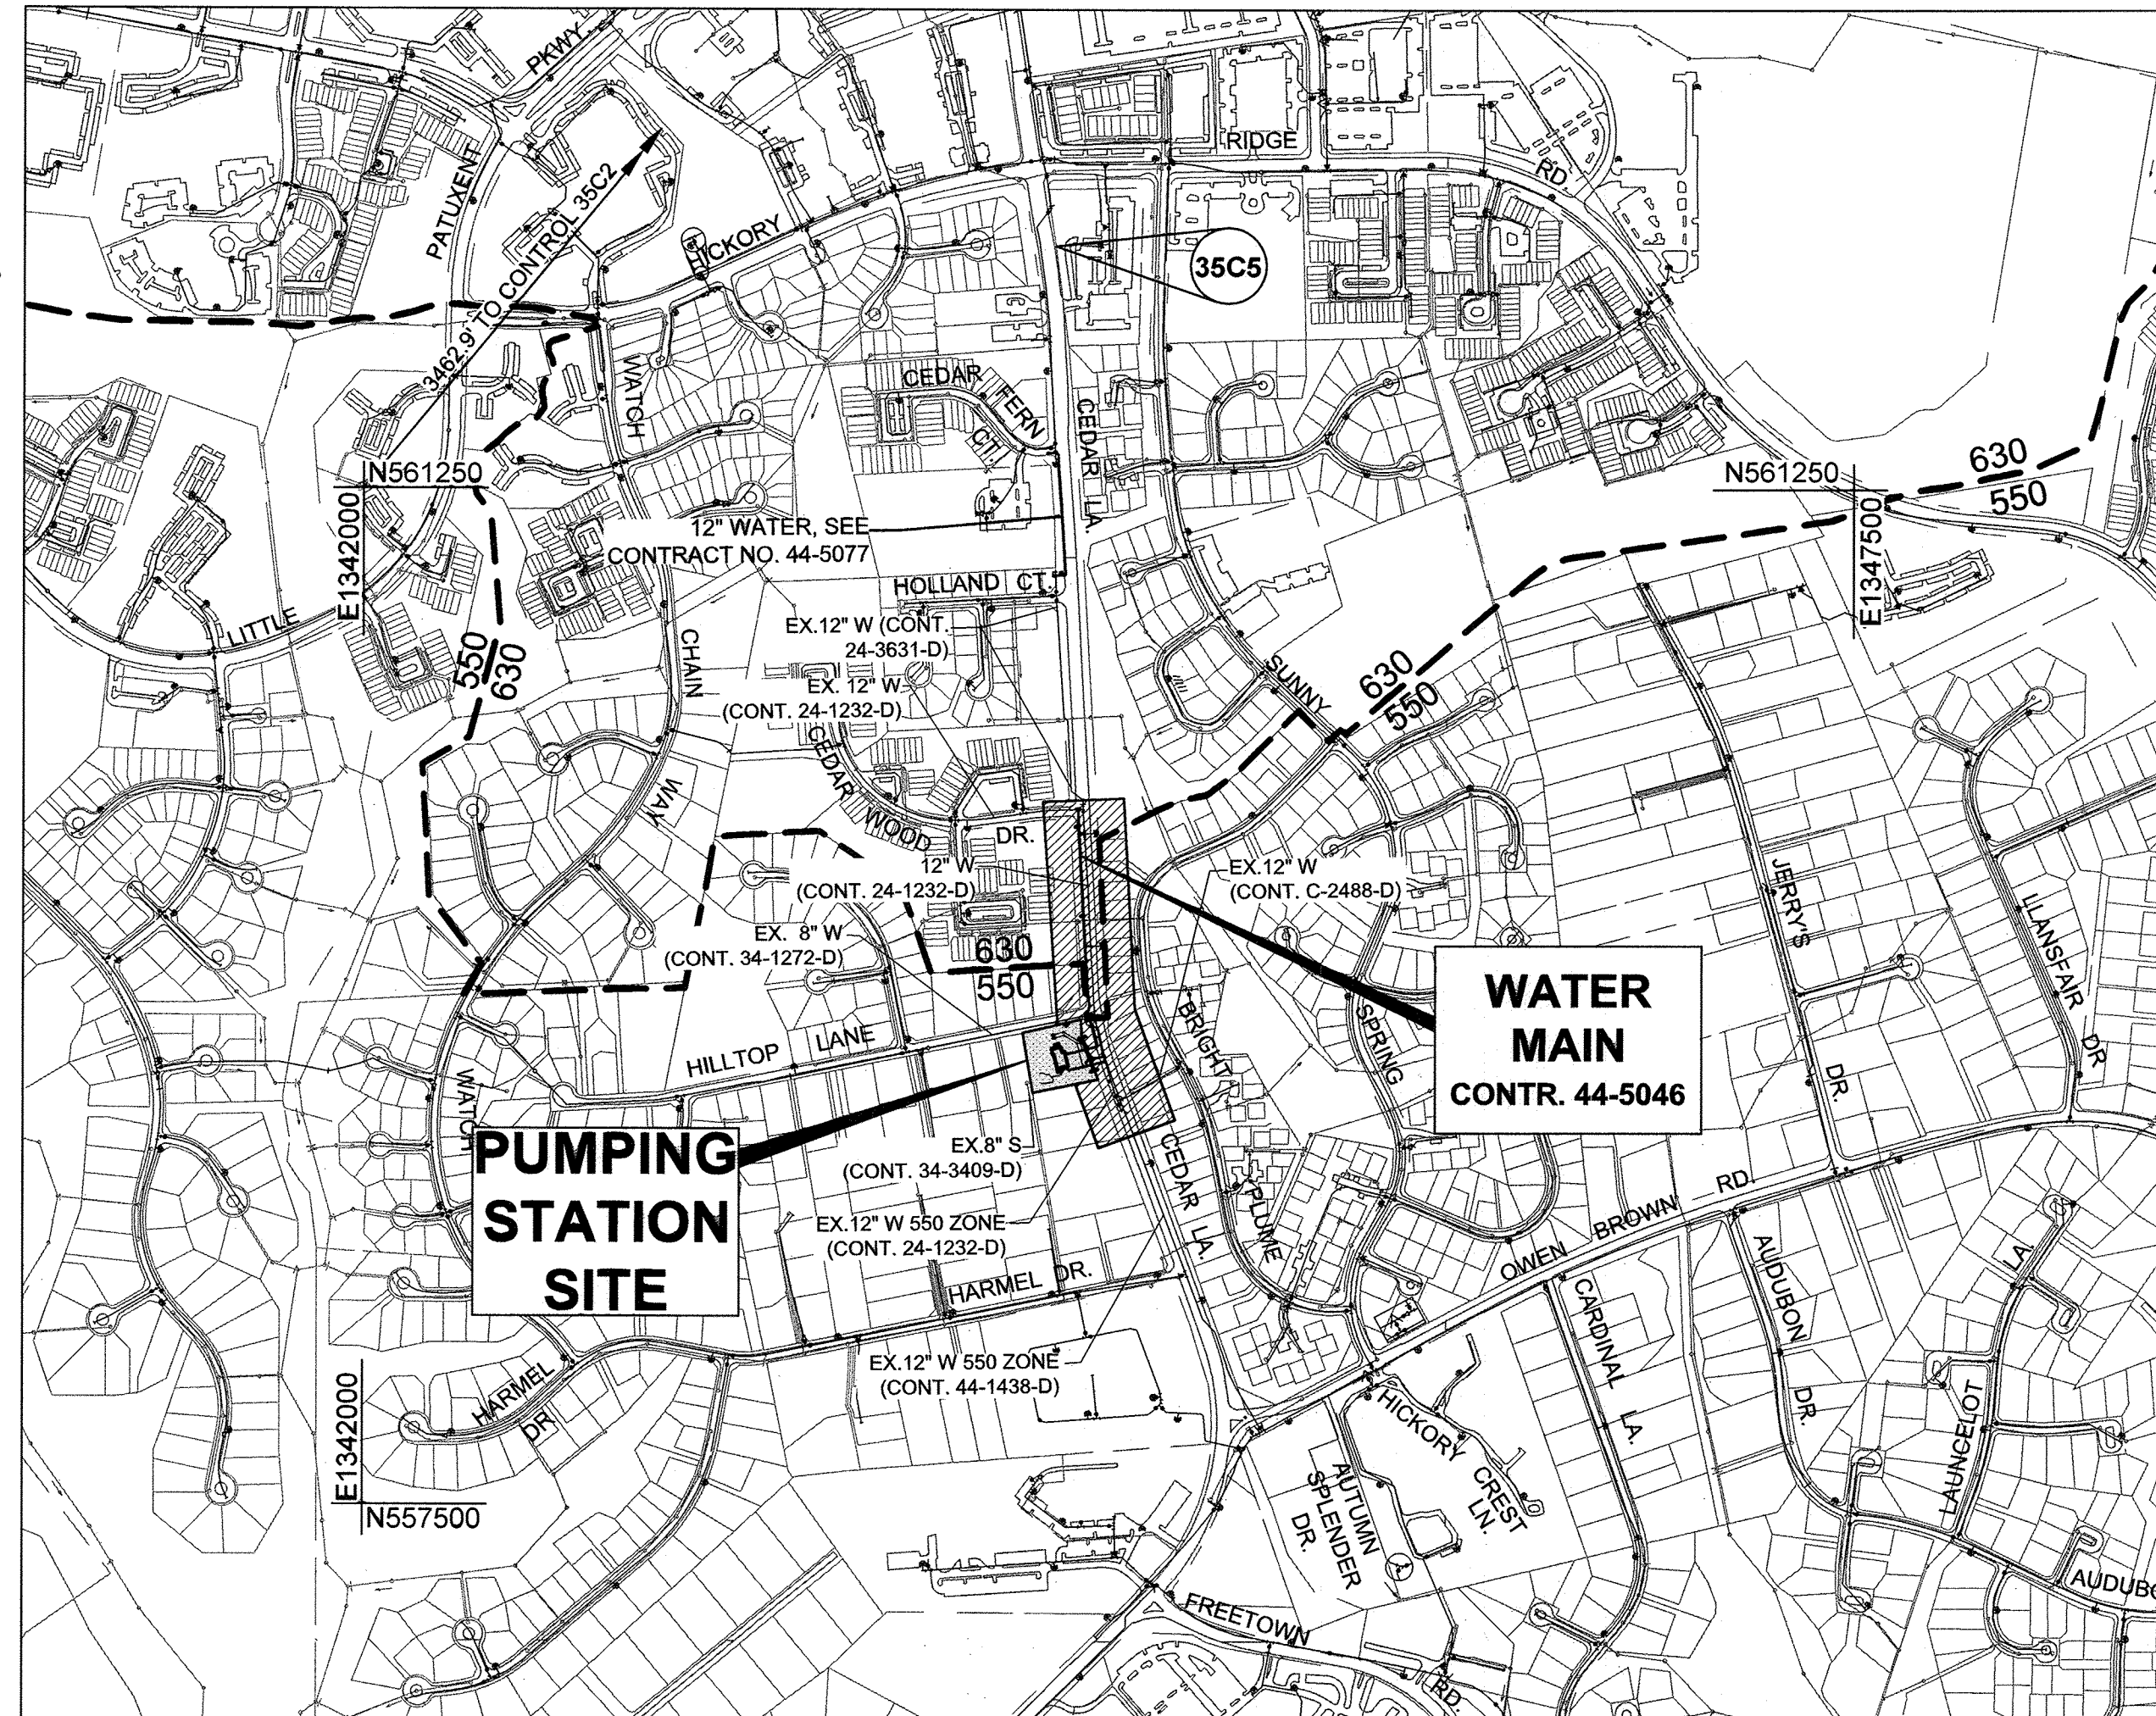 PKWY
PATUXENT
3462.9' TO CONTROL 35C2
HICKORY
RIDGE
RD.
35C5
WATCH
CEDAR
FERN
CT.
CEDAR LA.
N561250
E1342000
N561250
E1347500
630
550
12" WATER, SEE
CONTRACT NO. 44-5077
HOLLAND CT.
LITTLE
550
630
CHAIN
EX.12" W (CONT.
24-3631-D)
EX. 12" W
(CONT. 24-1232-D)
SUNNY
630
550
CEDAR
WOOD
DR.
WAY
12" W
(CONT. 24-1232-D)
EX.12" W
(CONT. C-2488-D)
JERRY'S
DR.
LLANSFAIR
DR
EX. 8" W
(CONT. 34-1272-D)
630
550
WATER
MAIN
CONTR. 44-5046
BRIGHT
SPRING
HILLTOP LANE
WATCH
PUMPING
STATION
SITE
EX.8" S
(CONT. 34-3409-D)
CEDAR LA.
PLUME
EX.12" W 550 ZONE
(CONT. 24-1232-D)
HARMEL DR.
OWEN BROWN RD.
EX.12" W 550 ZONE
(CONT. 44-1438-D)
CARDINAL LA.
AUDUBON
DR.
LAUNCELOT
LA.
HARMEL
DR
E1342000
N557500
HICKORY
CREST
LN.
AUTUMN
SPLENDER
DR.
FREETOWN
RD.